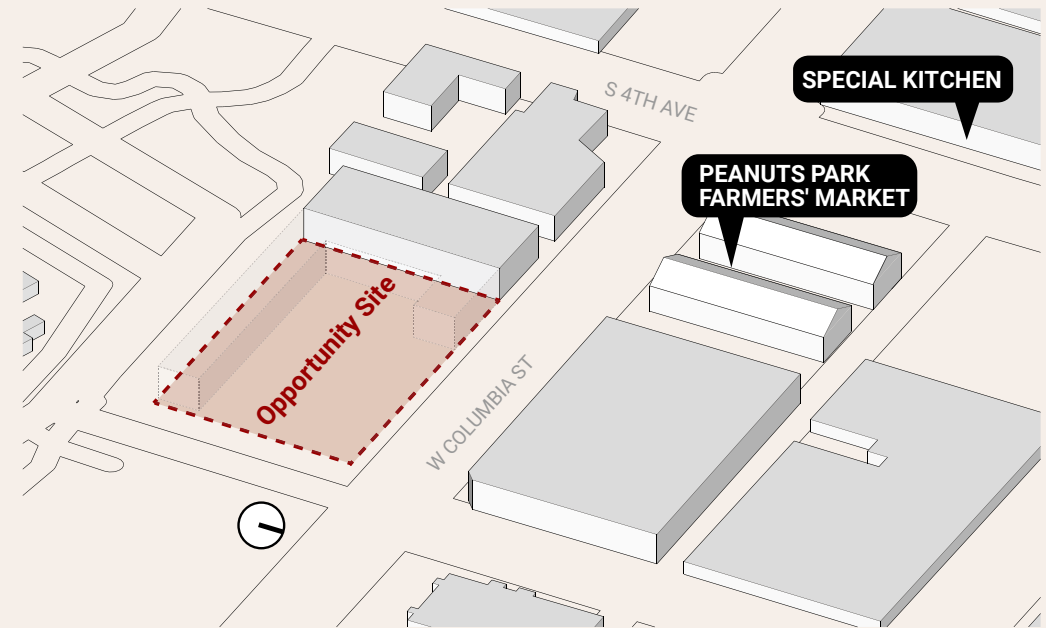 S 4TH AVE
SPECIAL KITCHEN
PEANUTS PARK
FARMERS' MARKET
Opportunity Site
W COLUMBIA ST